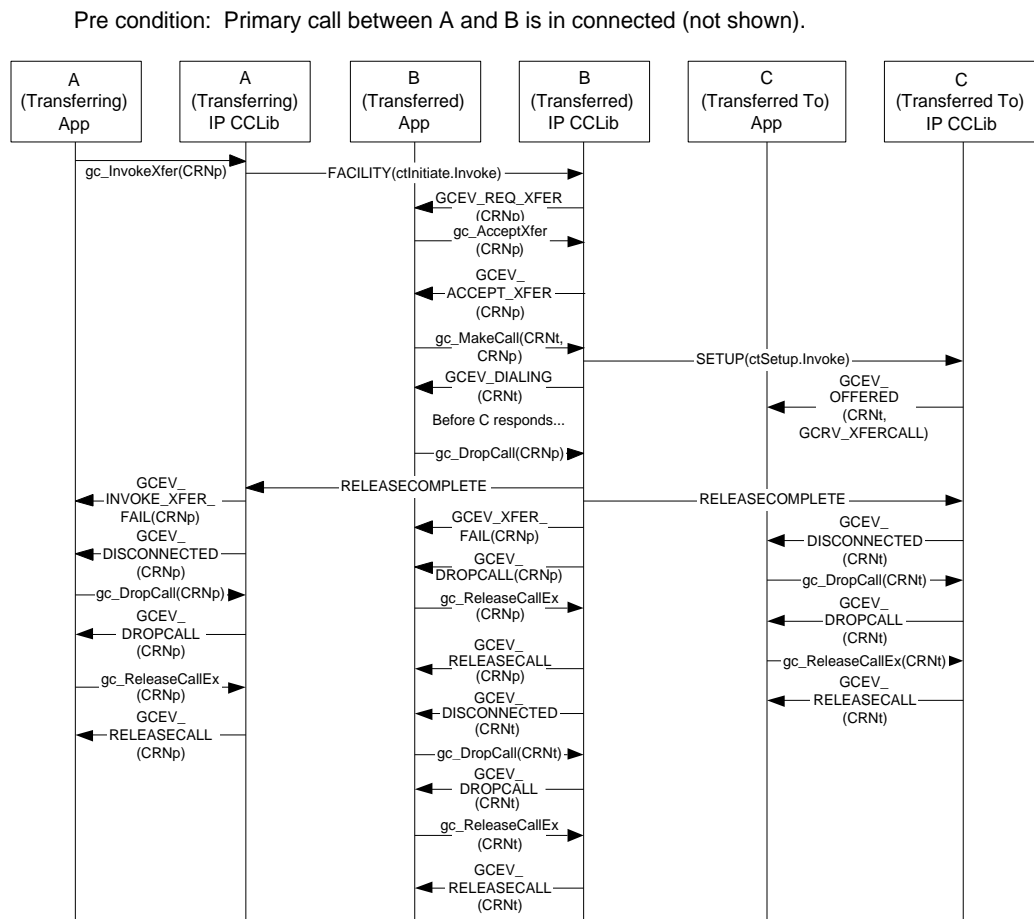 Pre condition:  Primary call between A and B is in connected (not shown).
A
(Transferring)
App
A
(Transferring)
IP CCLib
B
(Transferred)
App
B
(Transferred)
IP CCLib
C
(Transferred To)
App
C
(Transferred To)
IP CCLib
gc_InvokeXfer(CRNp)
FACILITY(ctInitiate.Invoke)
GCEV_REQ_XFER
(CRNp)
gc_AcceptXfer
(CRNp)
GCEV_
ACCEPT_XFER
(CRNp)
gc_MakeCall(CRNt,
CRNp)
SETUP(ctSetup.Invoke)
GCEV_DIALING
(CRNt)
GCEV_
OFFERED
(CRNt,
GCRV_XFERCALL)
Before C responds...
gc_DropCall(CRNp)
RELEASECOMPLETE
RELEASECOMPLETE
GCEV_
INVOKE_XFER_
FAIL(CRNp)
GCEV_XFER_
FAIL(CRNp)
GCEV_
DISCONNECTED
(CRNt)
GCEV_
DISCONNECTED
(CRNp)
GCEV_
DROPCALL(CRNp)
gc_DropCall(CRNt)
gc_DropCall(CRNp)
gc_ReleaseCallEx
(CRNp)
GCEV_
DROPCALL
(CRNt)
GCEV_
DROPCALL
(CRNp)
GCEV_
RELEASECALL
(CRNp)
gc_ReleaseCallEx(CRNt)
gc_ReleaseCallEx
(CRNp)
GCEV_
RELEASECALL
(CRNt)
GCEV_
DISCONNECTED
(CRNt)
GCEV_
RELEASECALL
(CRNp)
gc_DropCall(CRNt)
GCEV_
DROPCALL
(CRNt)
gc_ReleaseCallEx
(CRNt)
GCEV_
RELEASECALL
(CRNt)